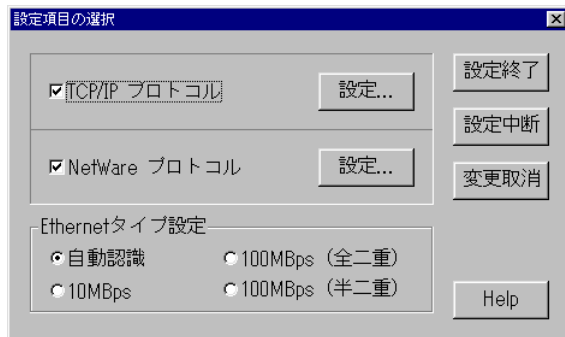 設定項目の選択
TCP/IP プロトコル
設定...
NetWare プロトコル
設定...
Ethernetタイプ設定
自動認識
100MBps（全二重）
10MBps
100MBps（半二重）
設定終了
設定中断
変更取消
Help